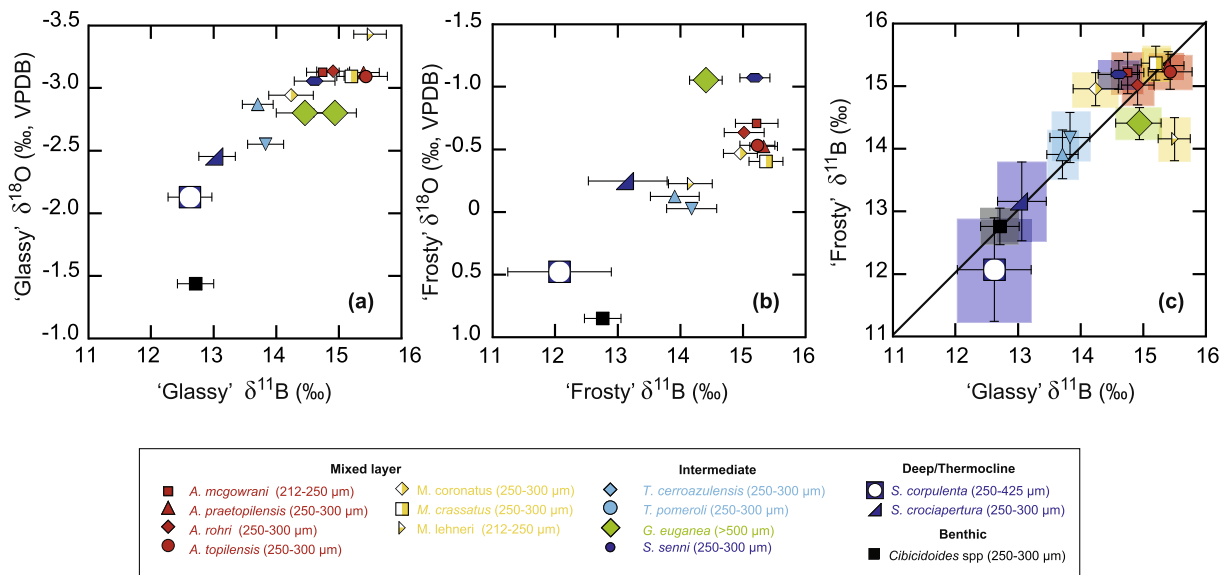 -3.5
-3.0
-2.5
-2.0
-1.5
-1.0
'Glassy' δ18O (‰, VPDB)
(a)
11 12 13 14 15 16
'Glassy' δ11B (‰)
-1.5
-1.0
-0.5
0
0.5
1.0
'Frosty' δ18O (‰, VPDB)
(b)
11 12 13 14 15 16
'Frosty' δ11B (‰)
16
15
14
13
12
11
'Frosty' δ11B (‰)
(c)
11 12 13 14 15 16
'Glassy' δ11B (‰)
Mixed layer
A. mcgowrani (212-250 µm)
A. praetopilensis (250-300 µm)
A. rohri (250-300 µm)
A. topilensis (250-300 µm)
M. coronatus (250-300 µm)
M. crassatus (250-300 µm)
M. lehneri (212-250 µm)
Intermediate
T. cerroazulensis (250-300 µm)
T. pomeroli (250-300 µm)
G. euganea (>500 µm)
S. senni (250-300 µm)
Deep/Thermocline
S. corpulenta (250-425 µm)
S. crociapertura (250-300 µm)
Benthic
Cibicidoides spp (250-300 µm)